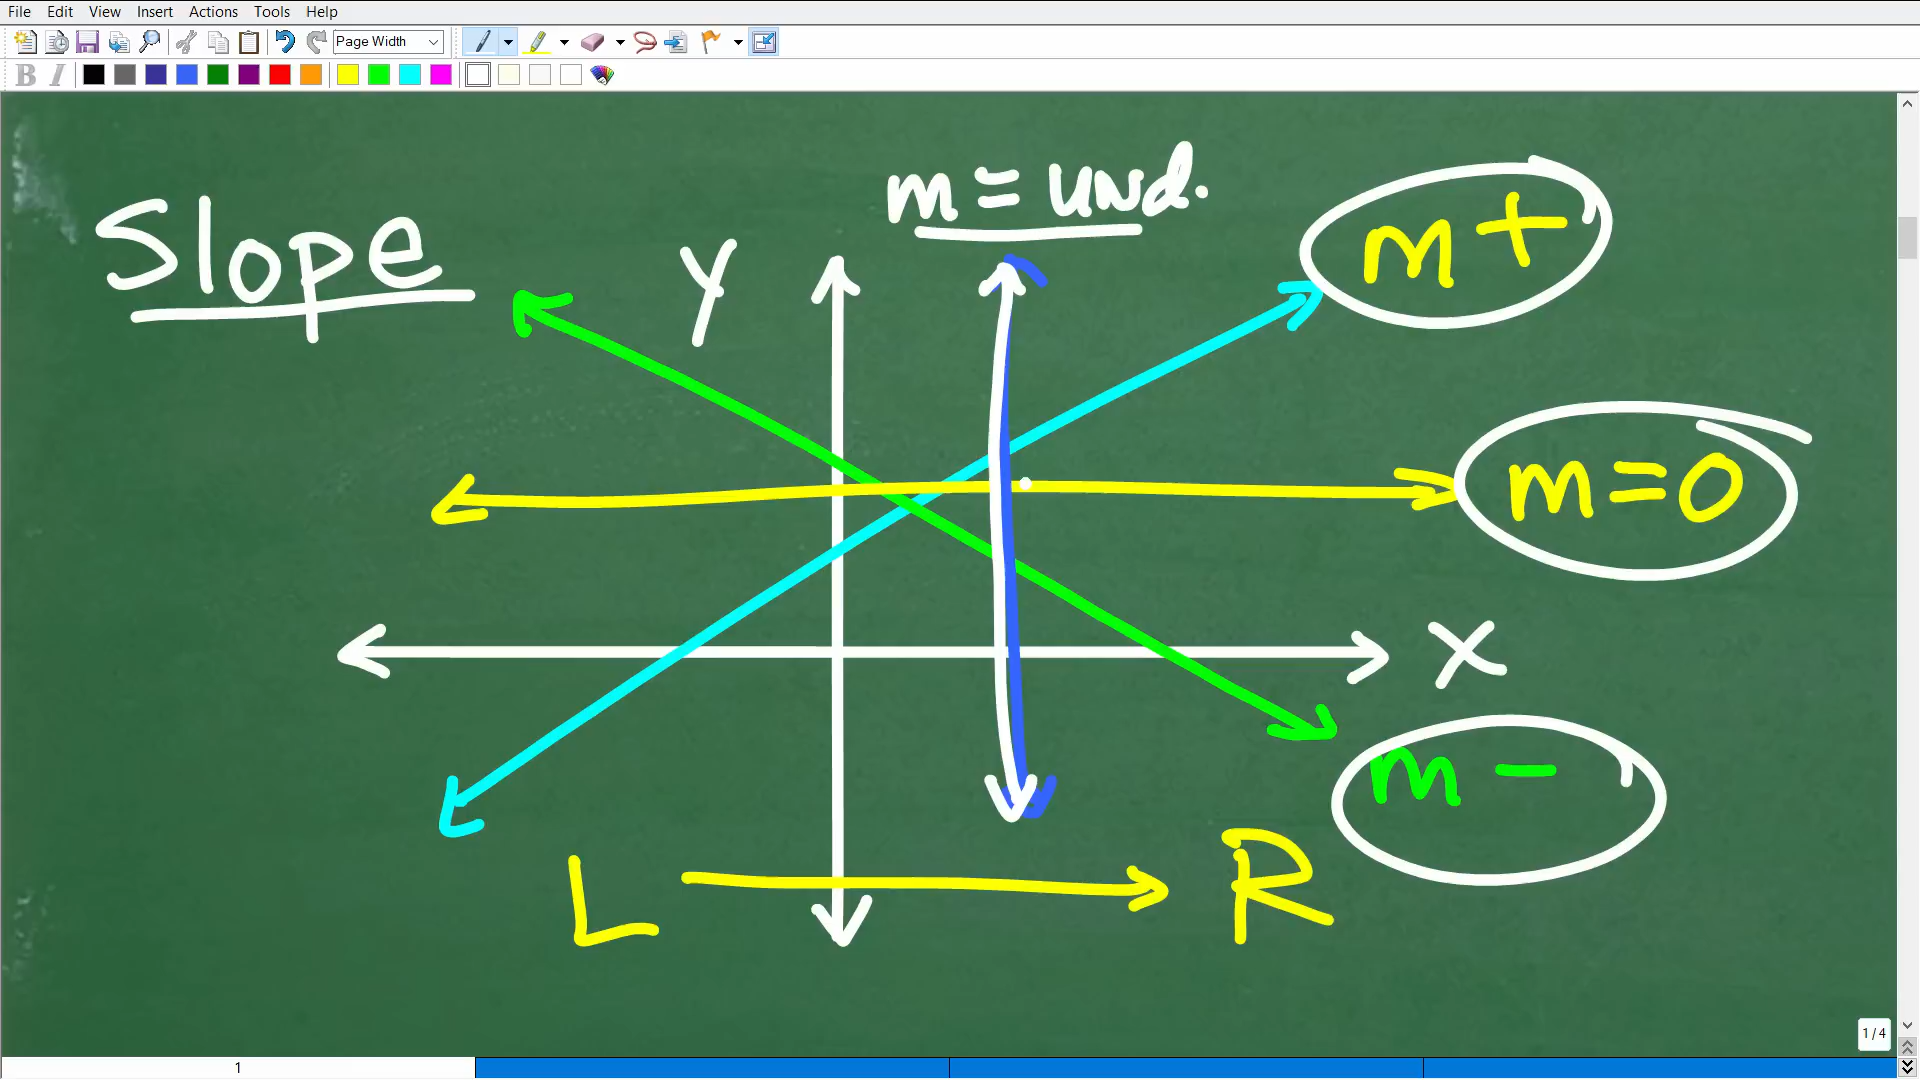 File Edit View Insert Actions Tools Help
Page Width
B I
Slope
m = und.
m +
y
m = 0
x
m -
L R
1 / 4
1